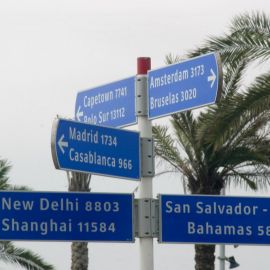 Capetown 7741
Polo Sur 13112
Amsterdam 3173
Bruselas 3020
Madrid 1734
Casablanca 966
New Delhi 8803
Shanghai 11584
San Salvador -
Bahamas 58